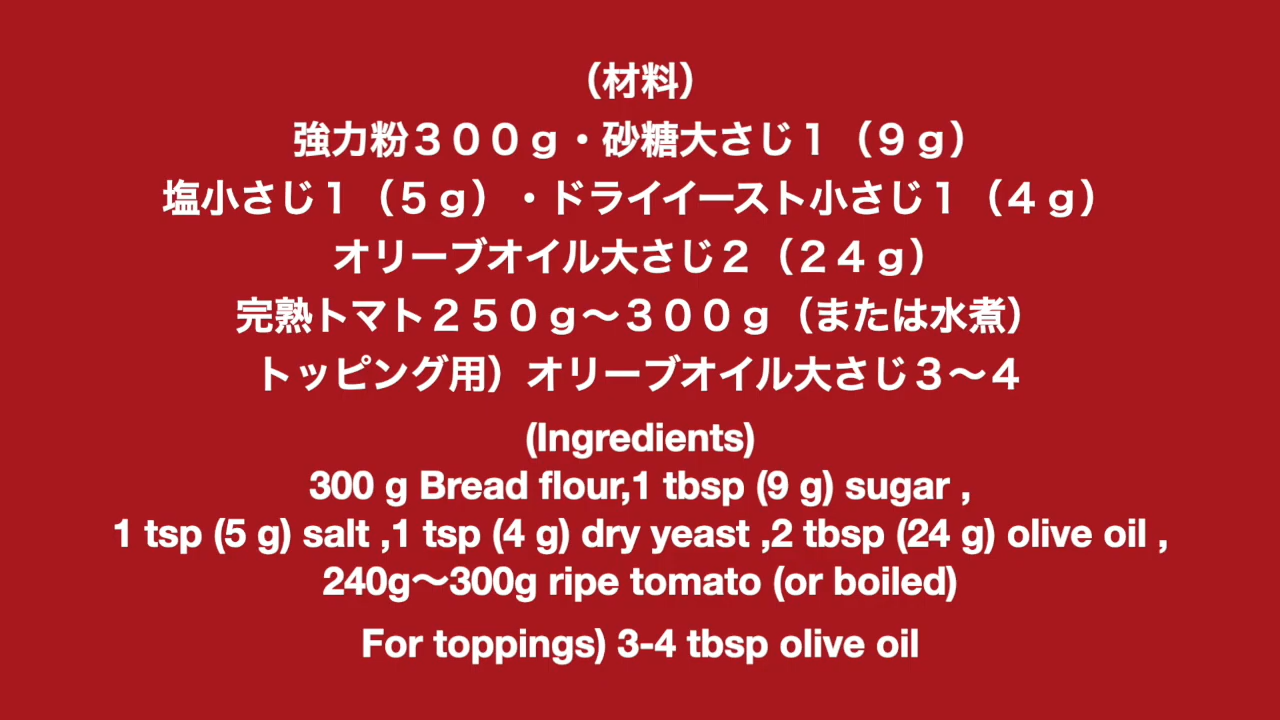 （材料）
強力粉３００ｇ・砂糖大さじ１（９ｇ）
塩小さじ１（５ｇ）・ドライイースト小さじ１（４ｇ）
オリーブオイル大さじ２（２４ｇ）
完熟トマト２５０ｇ〜３００ｇ（または水煮）
トッピング用）オリーブオイル大さじ３〜４
(Ingredients)
300 g Bread flour,1 tbsp (9 g) sugar ,
1 tsp (5 g) salt ,1 tsp (4 g) dry yeast ,2 tbsp (24 g) olive oil ,
240g〜300g ripe tomato (or boiled)
For toppings) 3-4 tbsp olive oil